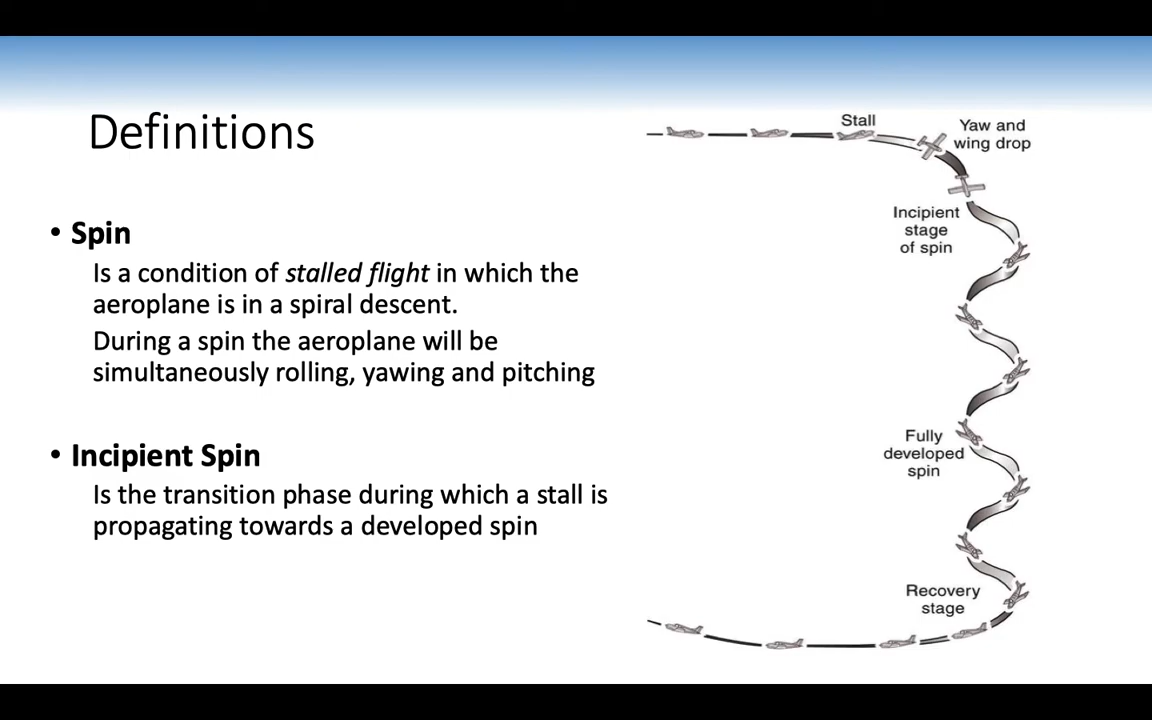 Definitions
• Spin
Is a condition of stalled flight in which the
aeroplane is in a spiral descent.
During a spin the aeroplane will be
simultaneously rolling, yawing and pitching
• Incipient Spin
Is the transition phase during which a stall is
propagating towards a developed spin
Stall
Yaw and
wing drop
Incipient
stage
of spin
Fully
developed
spin
Recovery
stage